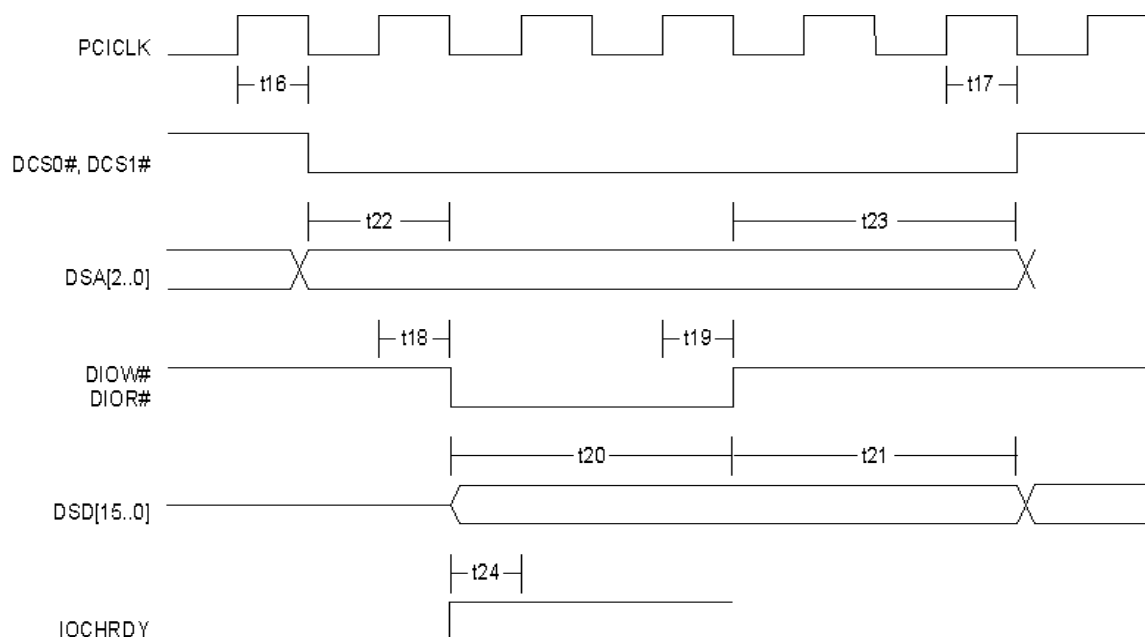 PCICLK
t16
t17
DCS0#, DCS1#
t22
t23
DSA[2..0]
t18
t19
DIOW#
DIOR#
t20
t21
DSD[15..0]
t24
IOCHRDY